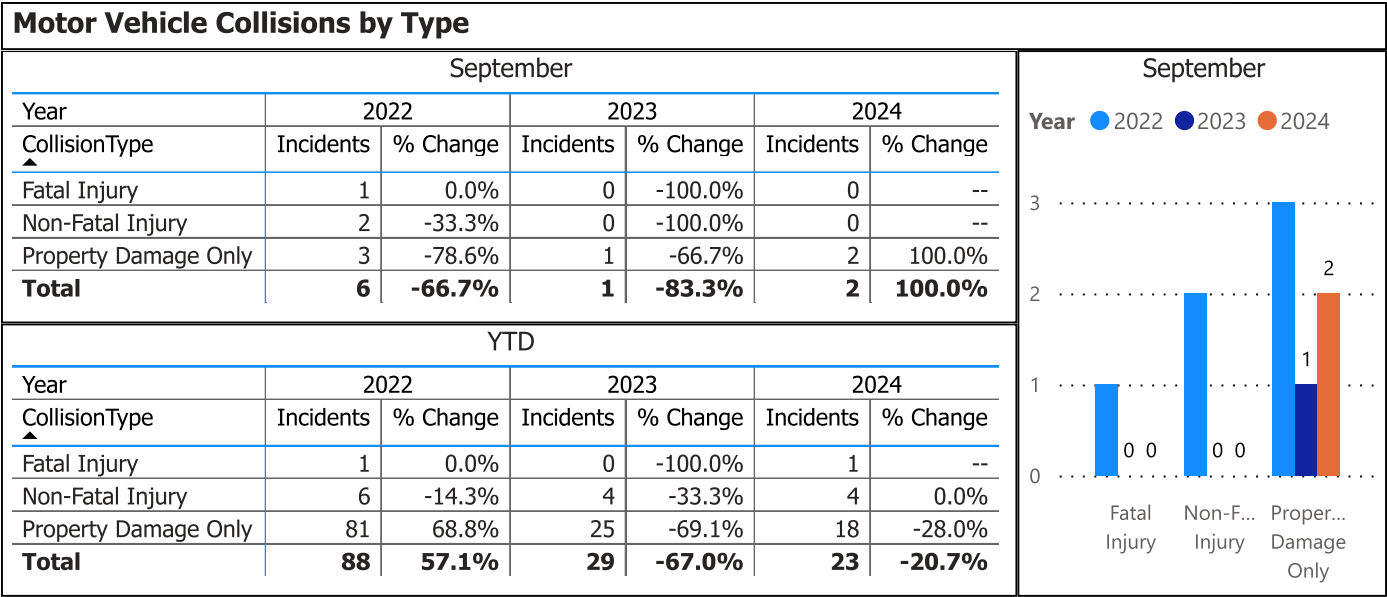 Motor Vehicle Collisions by Type
September
Year 2022 2023 2024
CollisionType Incidents % Change Incidents % Change Incidents % Change
Fatal Injury 1 0.0% 0 -100.0% 0 --
Non-Fatal Injury 2 -33.3% 0 -100.0% 0 --
Property Damage Only 3 -78.6% 1 -66.7% 2 100.0%
Total 6 -66.7% 1 -83.3% 2 100.0%
YTD
Year 2022 2023 2024
CollisionType Incidents % Change Incidents % Change Incidents % Change
Fatal Injury 1 0.0% 0 -100.0% 1 --
Non-Fatal Injury 6 -14.3% 4 -33.3% 4 0.0%
Property Damage Only 81 68.8% 25 -69.1% 18 -28.0%
Total 88 57.1% 29 -67.0% 23 -20.7%
September
Year 2022 2023 2024
3
2
2
1
1
0 0 0 0
0
Fatal Non-F... Proper...
Injury Injury Damage
Only